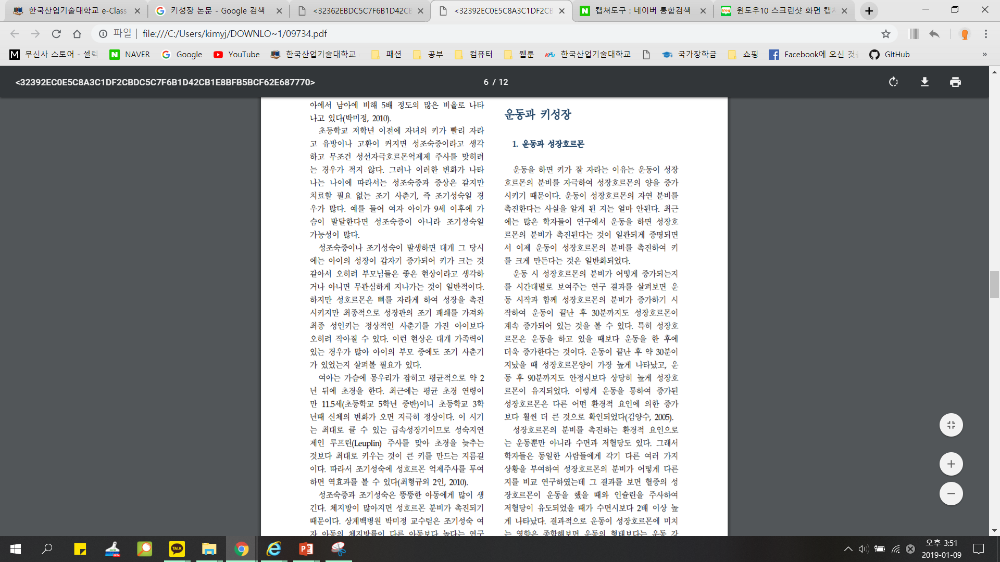 한국산업기술대학교 e-Class
키성장 논문 - Google 검색
<32362EBDC5C7F6B1D42CB
<32392EC0E5C8A3C1DF2CB
캡쳐도구 : 네이버 통합검색
윈도우10 스크린샷 화면 캡처
파일
file:///C:/Users/kimyj/DOWNLO~1/09734.pdf
무신사 스토어 - 셀렉
NAVER
Google
YouTube
한국산업기술대학교
패션
공부
컴퓨터
웹툰
한국산업기술대학교
국가장학금
쇼핑
Facebook에 오신 것을
GitHub
<32392EC0E5C8A3C1DF2CBDC5C7F6B1D42CB1E8BFB5BCF62E687770>
6 / 12
아에서 남아에 비해 5배 정도의 많은 비율로 나타
나고 있다(박미정, 2010).
초등학교 저학년 이전에 자녀의 키가 빨리 자라
고 유방이나 고환이 커지면 성조숙증이라고 생각
하고 무조건 성선자극호르몬억제제 주사를 맞히려
는 경우가 적지 않다. 그러나 이러한 변화가 나타
나는 나이에 따라서는 성조숙증과 증상은 같지만
치료할 필요 없는 조기 사춘기, 즉 조기성숙일 경
우가 많다. 예를 들어 여자 아이가 9세 이후에 가
슴이 발달한다면 성조숙증이 아니라 조기성숙일
가능성이 많다.
성조숙증이나 조기성숙이 발생하면 대개 그 당시
에는 아이의 성장이 갑자기 증가되어 키가 크는 것
같아서 오히려 부모님들은 좋은 현상이라고 생각하
거나 아니면 무관심하게 지나가는 것이 일반적이다.
하지만 성호르몬은 뼈를 자라게 하여 성장을 촉진
시키지만 최종적으로 성장판의 조기 패쇄를 가져와
최종 성인키는 정상적인 사춘기를 가진 아이보다
오히려 작아질 수 있다. 이런 현상은 대개 가족력이
있는 경우가 많아 아이의 부모 중에도 조기 사춘기
가 있었는지 살펴볼 필요가 있다.
여아는 가슴에 몽우리가 잡히고 평균적으로 약 2
년 뒤에 초경을 한다. 최근에는 평균 초경 연령이
만 11.5세(초등학교 5학년 중반)이니 초등학교 3학
년때 신체의 변화가 오면 지극히 정상이다. 이 시기
는 최대로 클 수 있는 급속성장기이므로 성숙지연
제인 루프린(Leuplin) 주사를 맞아 초경을 늦추는
것보다 최대로 키우는 것이 큰 키를 만드는 지름길
이다. 따라서 조기성숙에 성호르몬 억제주사를 투여
하면 역효과를 볼 수 있다(최형규외 2인, 2010).
성조숙증과 조기성숙은 뚱뚱한 아동에게 많이 생
긴다. 체지방이 많아지면 성호르몬 분비가 촉진되기
때문이다. 상계백병원 박미정 교수팀은 조기성숙 여
자 아동의 체지방률이 다른 아동보다 높다는 연구
운동과 키성장
1. 운동과 성장호르몬
운동을 하면 키가 잘 자라는 이유는 운동이 성장
호르몬의 분비를 자극하여 성장호르몬의 양을 증가
시키기 때문이다. 운동이 성장호르몬의 자연 분비를
촉진한다는 사실을 알게 된 지는 얼마 안된다. 최근
에는 많은 학자들이 연구에서 운동을 하면 성장호
르몬의 분비가 촉진된다는 것이 일관되게 증명되면
서 이제 운동이 성장호르몬의 분비를 촉진하여 키
를 크게 만든다는 것은 일반화되었다.
운동 시 성장호르몬의 분비가 어떻게 증가되는지
를 시간대별로 보여주는 연구 결과를 살펴보면 운
동 시작과 함께 성장호르몬의 분비가 증가하기 시
작하여 운동이 끝난 후 30분까지도 성장호르몬이
계속 증가되어 있는 것을 볼 수 있다. 특히 성장호
르몬은 운동을 하고 있을 때보다 운동을 한 후에
더욱 증가한다는 것이다. 운동이 끝난 후 약 30분이
지났을 때 성장호르몬양이 가장 높게 나타났고, 운
동 후 90분까지도 안정시보다 상당히 높게 성장호
르몬이 유지되었다. 이렇게 운동을 통하여 증가된
성장호르몬은 다른 어떤 환경적 요인에 의한 증가
보다 훨씬 더 큰 것으로 확인되었다(김양수, 2005).
성장호르몬의 분비를 촉진하는 환경적 요인으로
는 운동뿐만 아니라 수면과 저혈당도 있다. 그래서
학자들은 동일한 사람들에게 각기 다른 여러 가지
상황을 부여하여 성장호르몬의 분비가 어떻게 다른
지를 비교 연구하였는데 그 결과를 보면 혈중의 성
장호르몬이 운동을 했을 때와 인슐린을 주사하여
저혈당이 유도되었을 때가 수면시보다 2배 이상 높
게 나타났다. 결과적으로 운동이 성장호르몬에 미치
는 영향은 종합해보면 운동의 형태보다는 운동 강
TALK
오후 3:51
2019-01-09